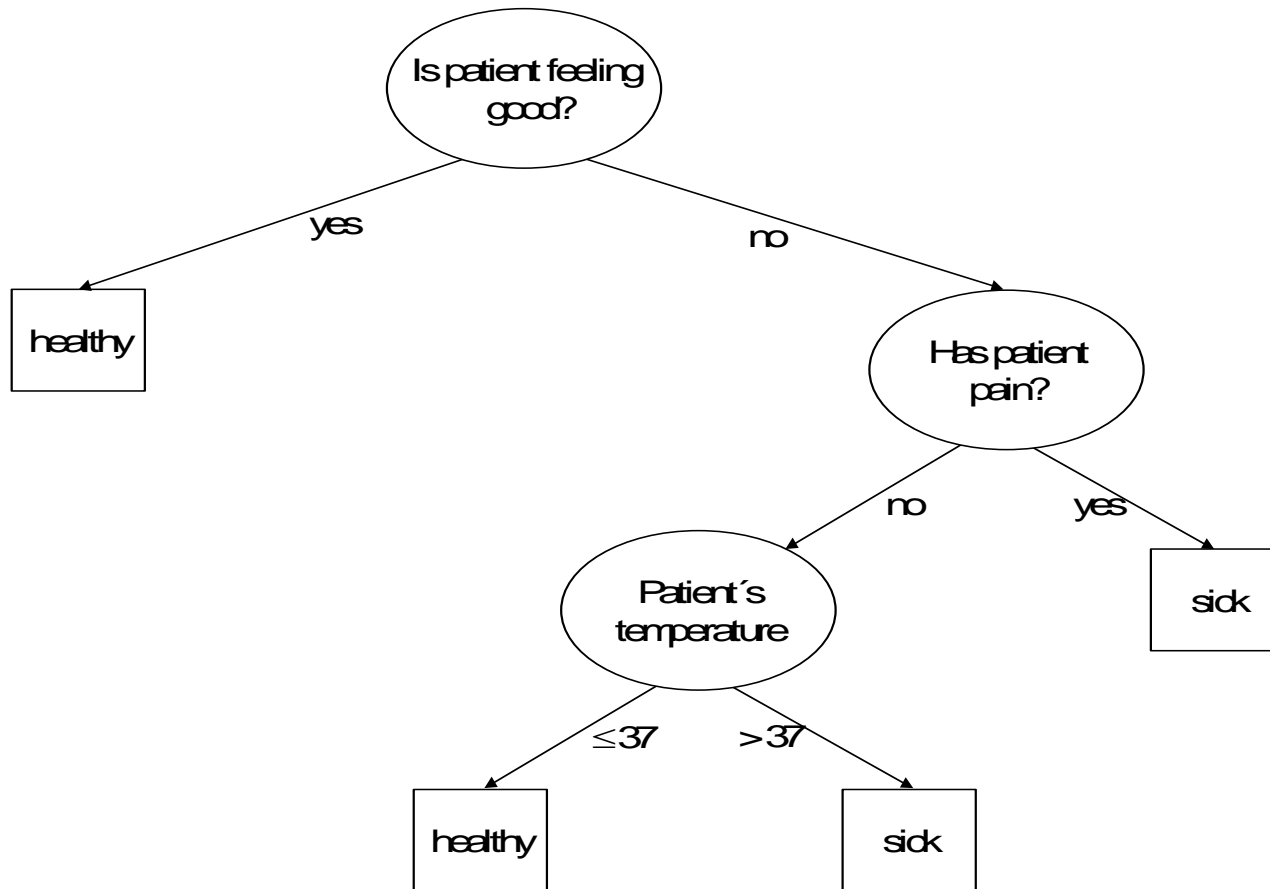 Is patient feeling
good?
yes
no
healthy
Has patient
pain?
no
yes
Patient´s
temperature
sick
≤37
>37
healthy
sick